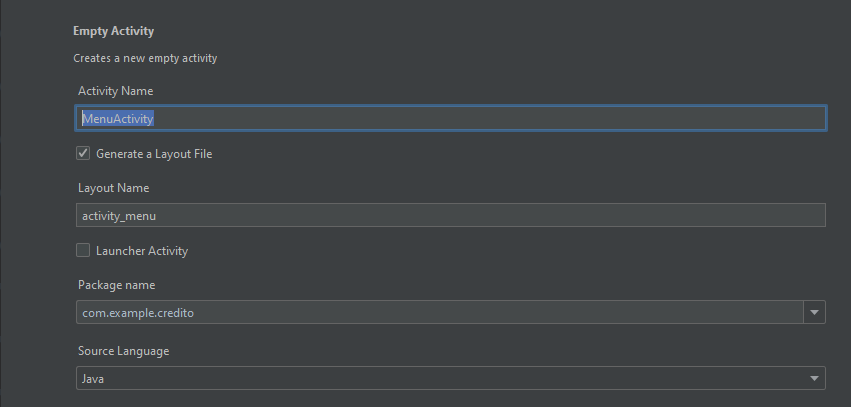 Empty Activity
Creates a new empty activity
Activity Name
MenuActivity
Generate a Layout File
Layout Name
activity_menu
Launcher Activity
Package name
com.example.credito
Source Language
Java